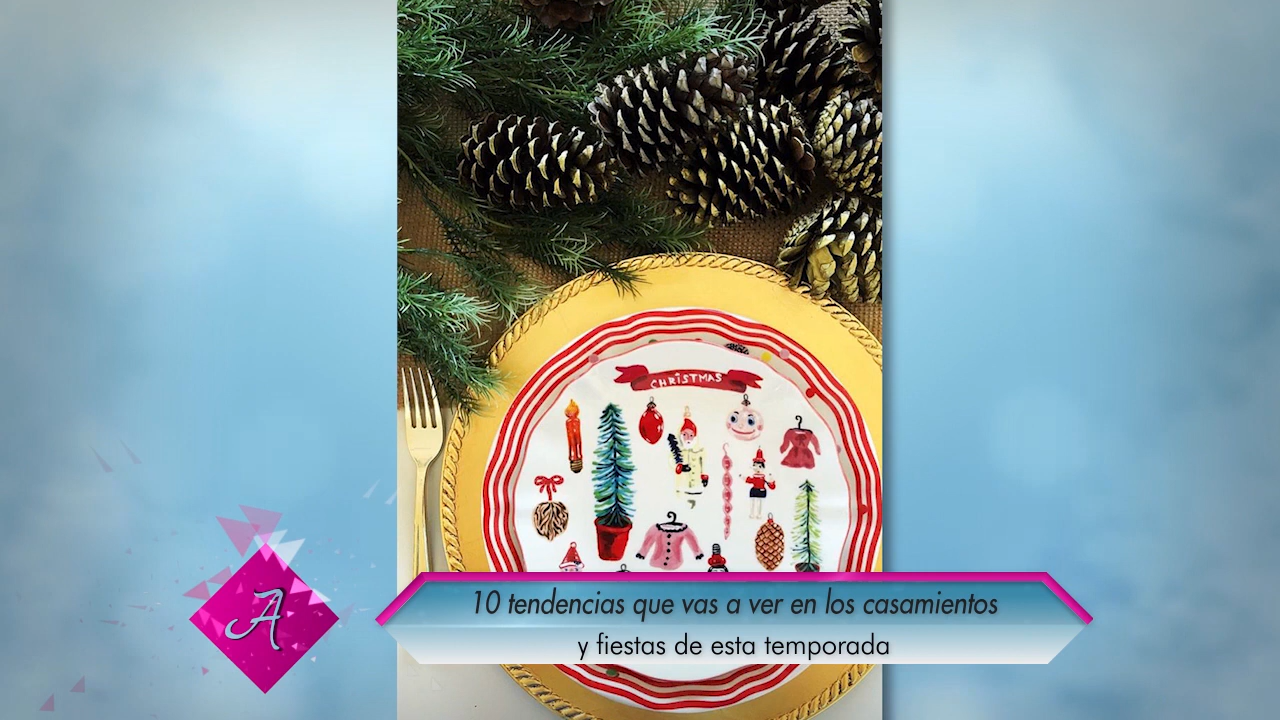 CHRISTMAS
A
10 tendencias que vas a ver en los casamientos
y fiestas de esta temporada